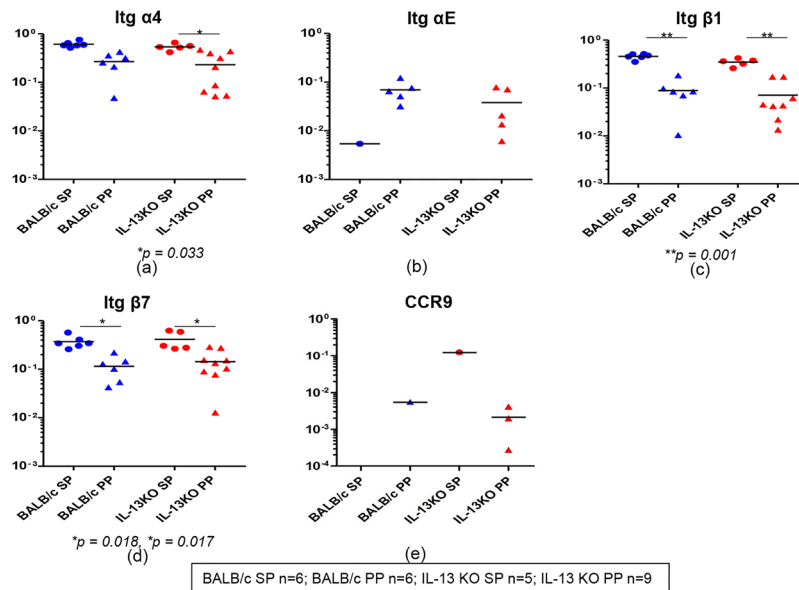 Itg α4
Itg αE
Itg β1
10⁰
10⁻¹
10⁻²
10⁻³
*
BALB/c SP
BALB/c PP
IL-13KO SP
IL-13KO PP
*p = 0.033
(a)
10⁰
10⁻¹
10⁻²
10⁻³
BALB/c SP
BALB/c PP
IL-13KO SP
IL-13KO PP
(b)
10⁰
10⁻¹
10⁻²
10⁻³
**
**
BALB/c SP
BALB/c PP
IL-13KO SP
IL-13KO PP
**p = 0.001
(c)
Itg β7
CCR9
10⁰
10⁻¹
10⁻²
10⁻³
*
*
BALB/c SP
BALB/c PP
IL-13KO SP
IL-13KO PP
*p = 0.018, *p = 0.017
(d)
10⁰
10⁻¹
10⁻²
10⁻³
10⁻⁴
BALB/c SP
BALB/c PP
IL-13KO SP
IL-13KO PP
(e)
BALB/c SP n=6; BALB/c PP n=6; IL-13 KO SP n=5; IL-13 KO PP n=9